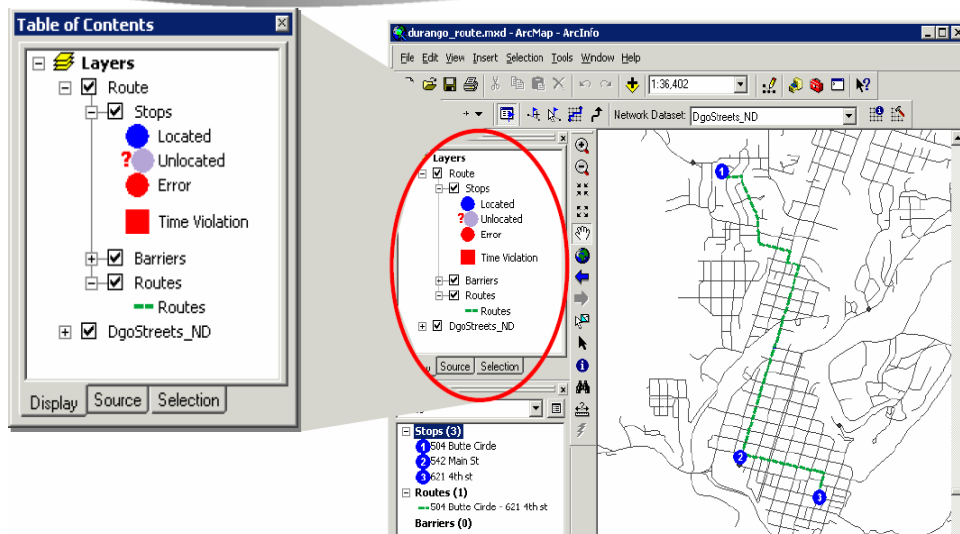 Table of Contents
Layers
Route
Stops
Located
? Unlocated
Error
Time Violation
Barriers
Routes
Routes
DgoStreets_ND
Display Source Selection
durango_route.mxd - ArcMap - ArcInfo
File Edit View Insert Selection Tools Window Help
1:36,402
Network Dataset: DgoStreets_ND
Layers
Route
Stops
Located
? Unlocated
Error
Time Violation
Barriers
Routes
Routes
DgoStreets_ND
Source Selection
Stops (3)
1 504 Butte Circle
2 542 Main St
3 621 4th st
Routes (1)
504 Butte Circle - 621 4th st
Barriers (0)
1
2
3